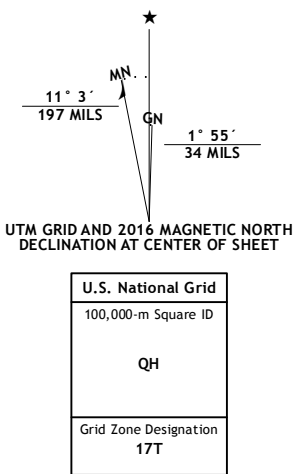 ★
MN
GN
11° 3´
197 MILS
1° 55´
34 MILS
UTM GRID AND 2016 MAGNETIC NORTH
DECLINATION AT CENTER OF SHEET
U.S. National Grid
100,000-m Square ID
QH
Grid Zone Designation
17T